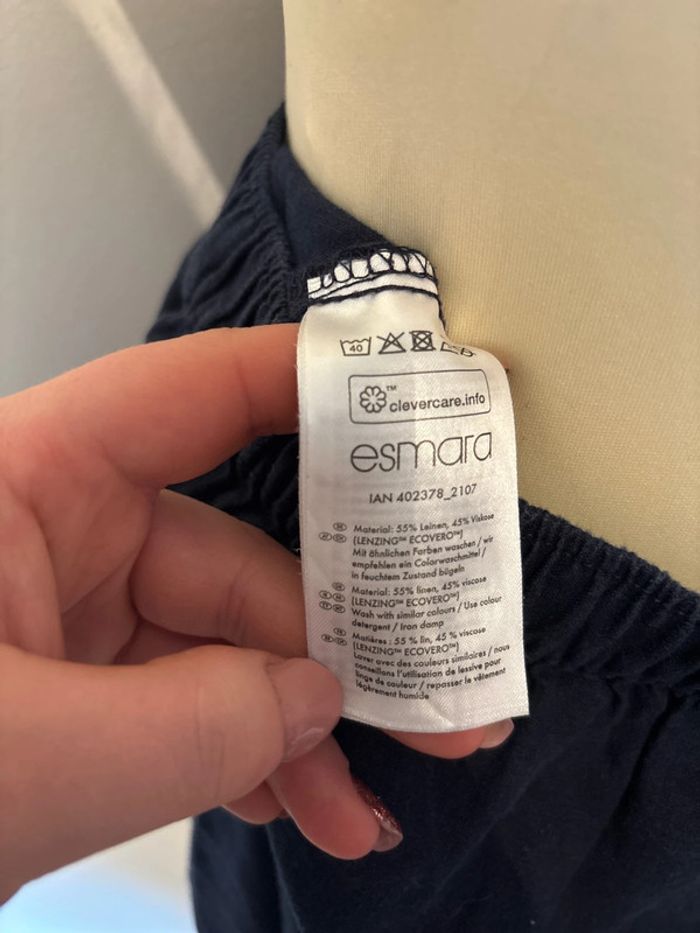 40
™ clevercare.info
esmara
IAN 402378_2107
Material: 55% Leinen, 45% Viskose
(LENZING™ ECOVERO™)
Mit ähnlichen Farben waschen / wir
empfehlen ein Colorwaschmittel /
in feuchtem Zustand bügeln
Material: 55% linen, 45% viscose
(LENZING™ ECOVERO™)
Wash with similar colours / Use colour
detergent / Iron damp
Matières : 55 % lin, 45 % viscose
(LENZING™ ECOVERO™)
Laver avec des couleurs similaires / nous
conseillons l'utilisation de lessive pour
linge de couleur / repasser le vêtement
légèrement humide